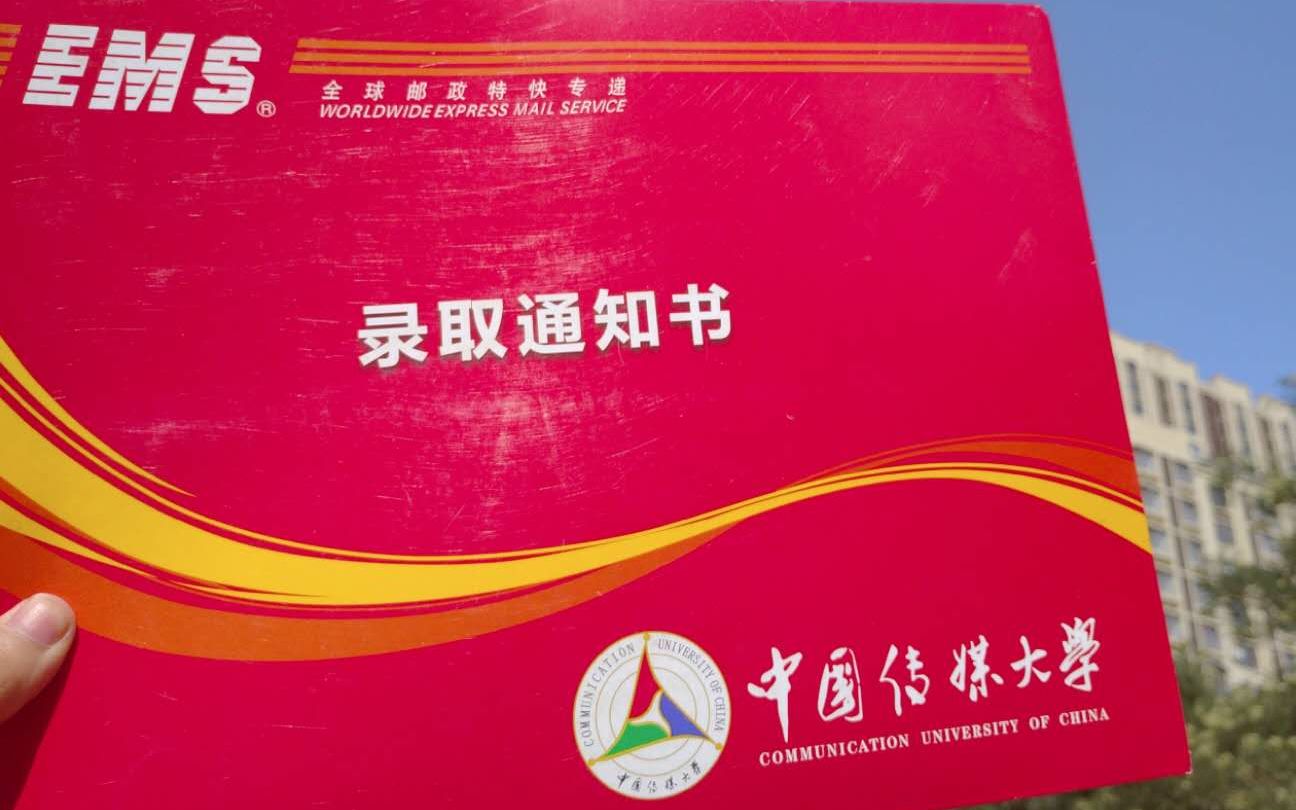 EMS®
全球邮政特快专递
WORLDWIDE EXPRESS MAIL SERVICE
录取通知书
COMMUNICATION UNIVERSITY OF CHINA
中国传媒大学
中国传媒大学
COMMUNICATION UNIVERSITY OF CHINA